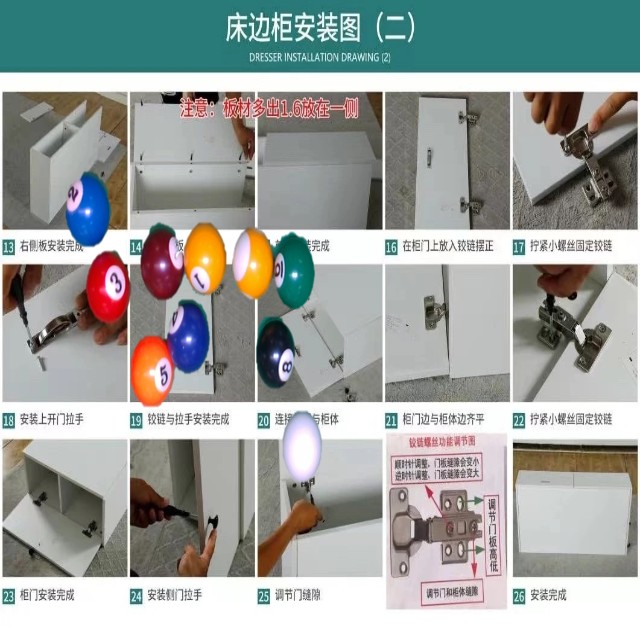 床边柜安装图（二）
DRESSER INSTALLATION DRAWING (2)
注意：板材多出1.6放在一侧
13 右侧板安装完成
14
板
装完成
16 在柜门上放入铰链摆正
17 拧紧小螺丝固定铰链
2
3
1
5
8
18 安装上开门拉手
19 铰链与拉手安装完成
20 连接
与柜体
21 柜门边与柜体边齐平
22 拧紧小螺丝固定铰链
铰链螺丝功能调节图
顺时针调整，门板缝隙会变小
逆时针调整，门板缝隙会变大
调节门板高低
调节门和柜体缝隙
23 柜门安装完成
24 安装侧门拉手
25 调节门缝隙
26 安装完成